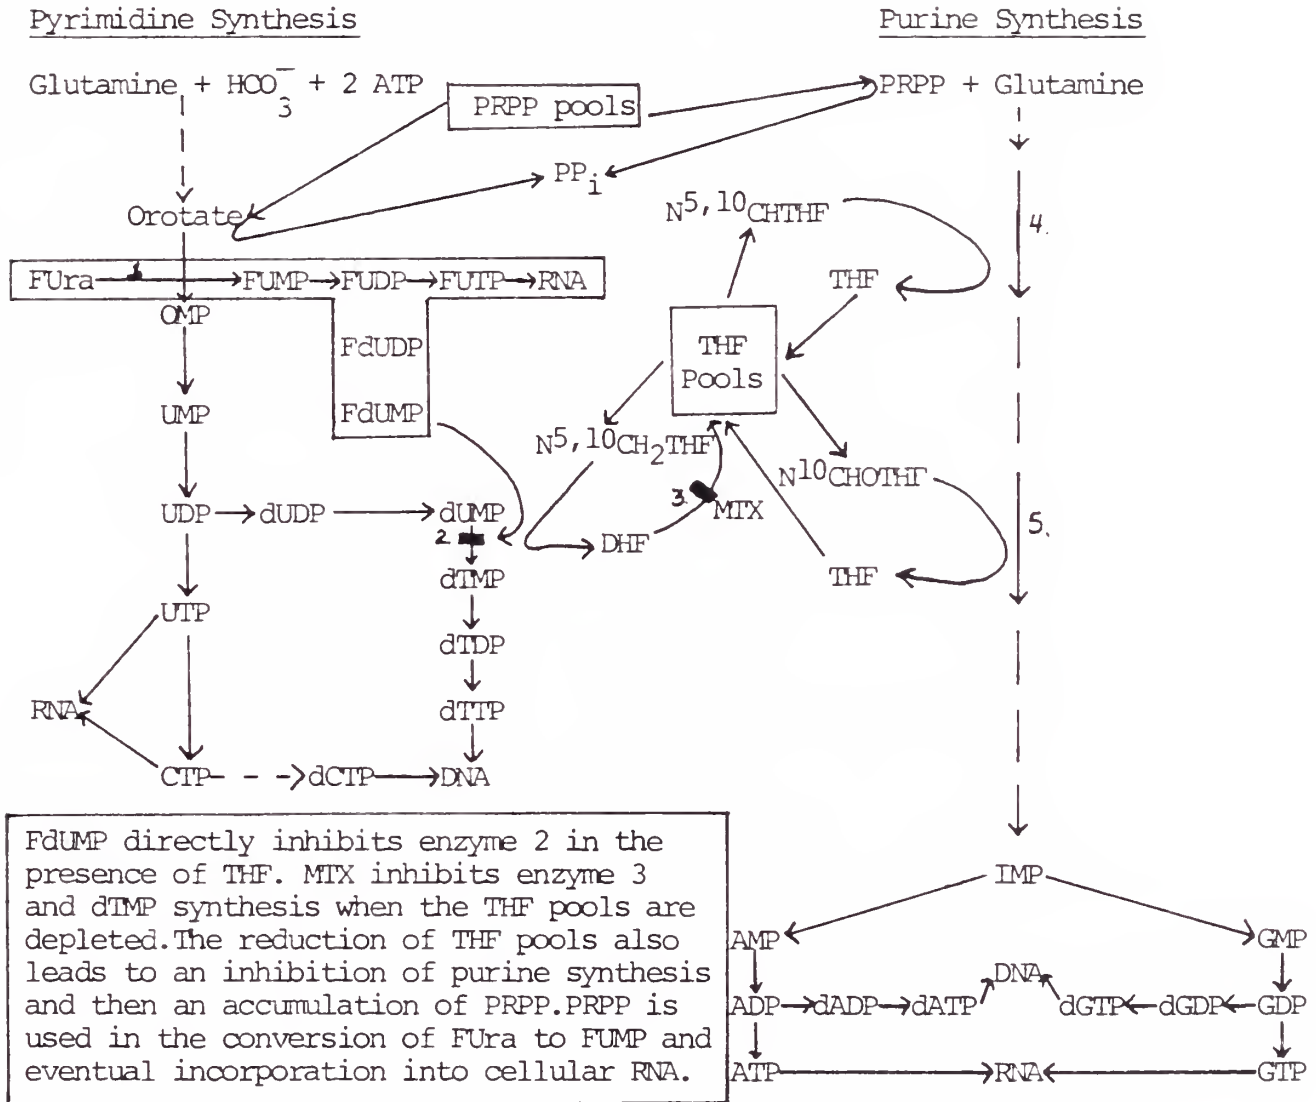 Pyrimidine Synthesis
Purine Synthesis
Glutamine + HCO3- + 2 ATP
PRPP pools
PRPP + Glutamine
PPi
Orotate
N5,10CHTHF
4.
FUra 1 FUMP FUDP FUTP RNA
THF
OMP
FdUDP
THF
Pools
UMP
FdUMP
N5,10CH2THF
N10CHOTHF
3. MTX
UDP dUDP dUMP
2
DHF
5.
dTMP
THF
UTP
dTDP
RNA
dTTP
CTP dCTP DNA
FdUMP directly inhibits enzyme 2 in the
presence of THF. MTX inhibits enzyme 3
and dTMP synthesis when the THF pools are
depleted.The reduction of THF pools also
leads to an inhibition of purine synthesis
and then an accumulation of PRPP.PRPP is
used in the conversion of FUra to FUMP and
eventual incorporation into cellular RNA.
IMP
AMP GMP
DNA
ADP dADP dATP dGTP dGDP GDP
ATP RNA GTP